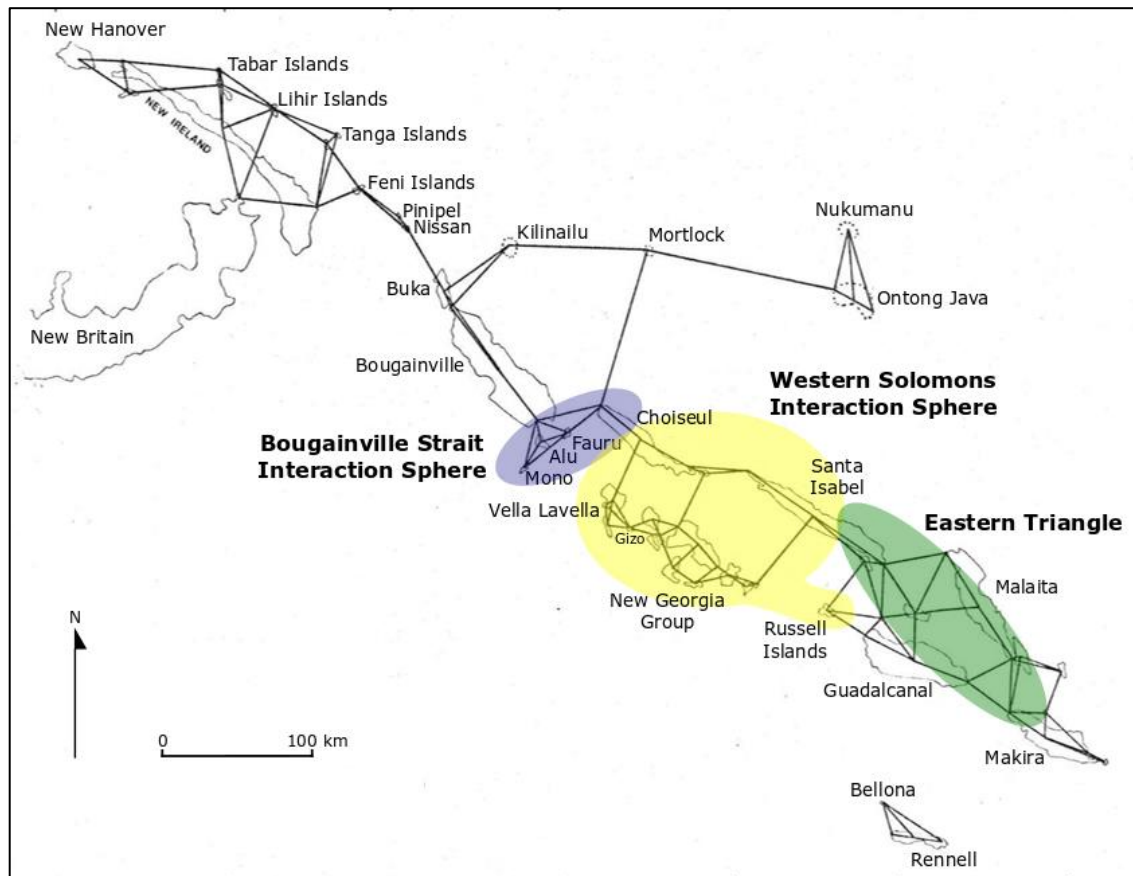 New Hanover
Tabar Islands
Lihir Islands
NEW IRELAND
Tanga Islands
Feni Islands
Pinipel
Nissan
Nukumanu
Kilinailu
Mortlock
Buka
Ontong Java
New Britain
Bougainville
Western Solomons
Interaction Sphere
Choiseul
Bougainville Strait
Interaction Sphere
Fauru
Alu
Mono
Santa
Isabel
Vella Lavella
Eastern Triangle
Gizo
Malaita
New Georgia
Group
Russell
Islands
N
Guadalcanal
0 100 km
Makira
Bellona
Rennell